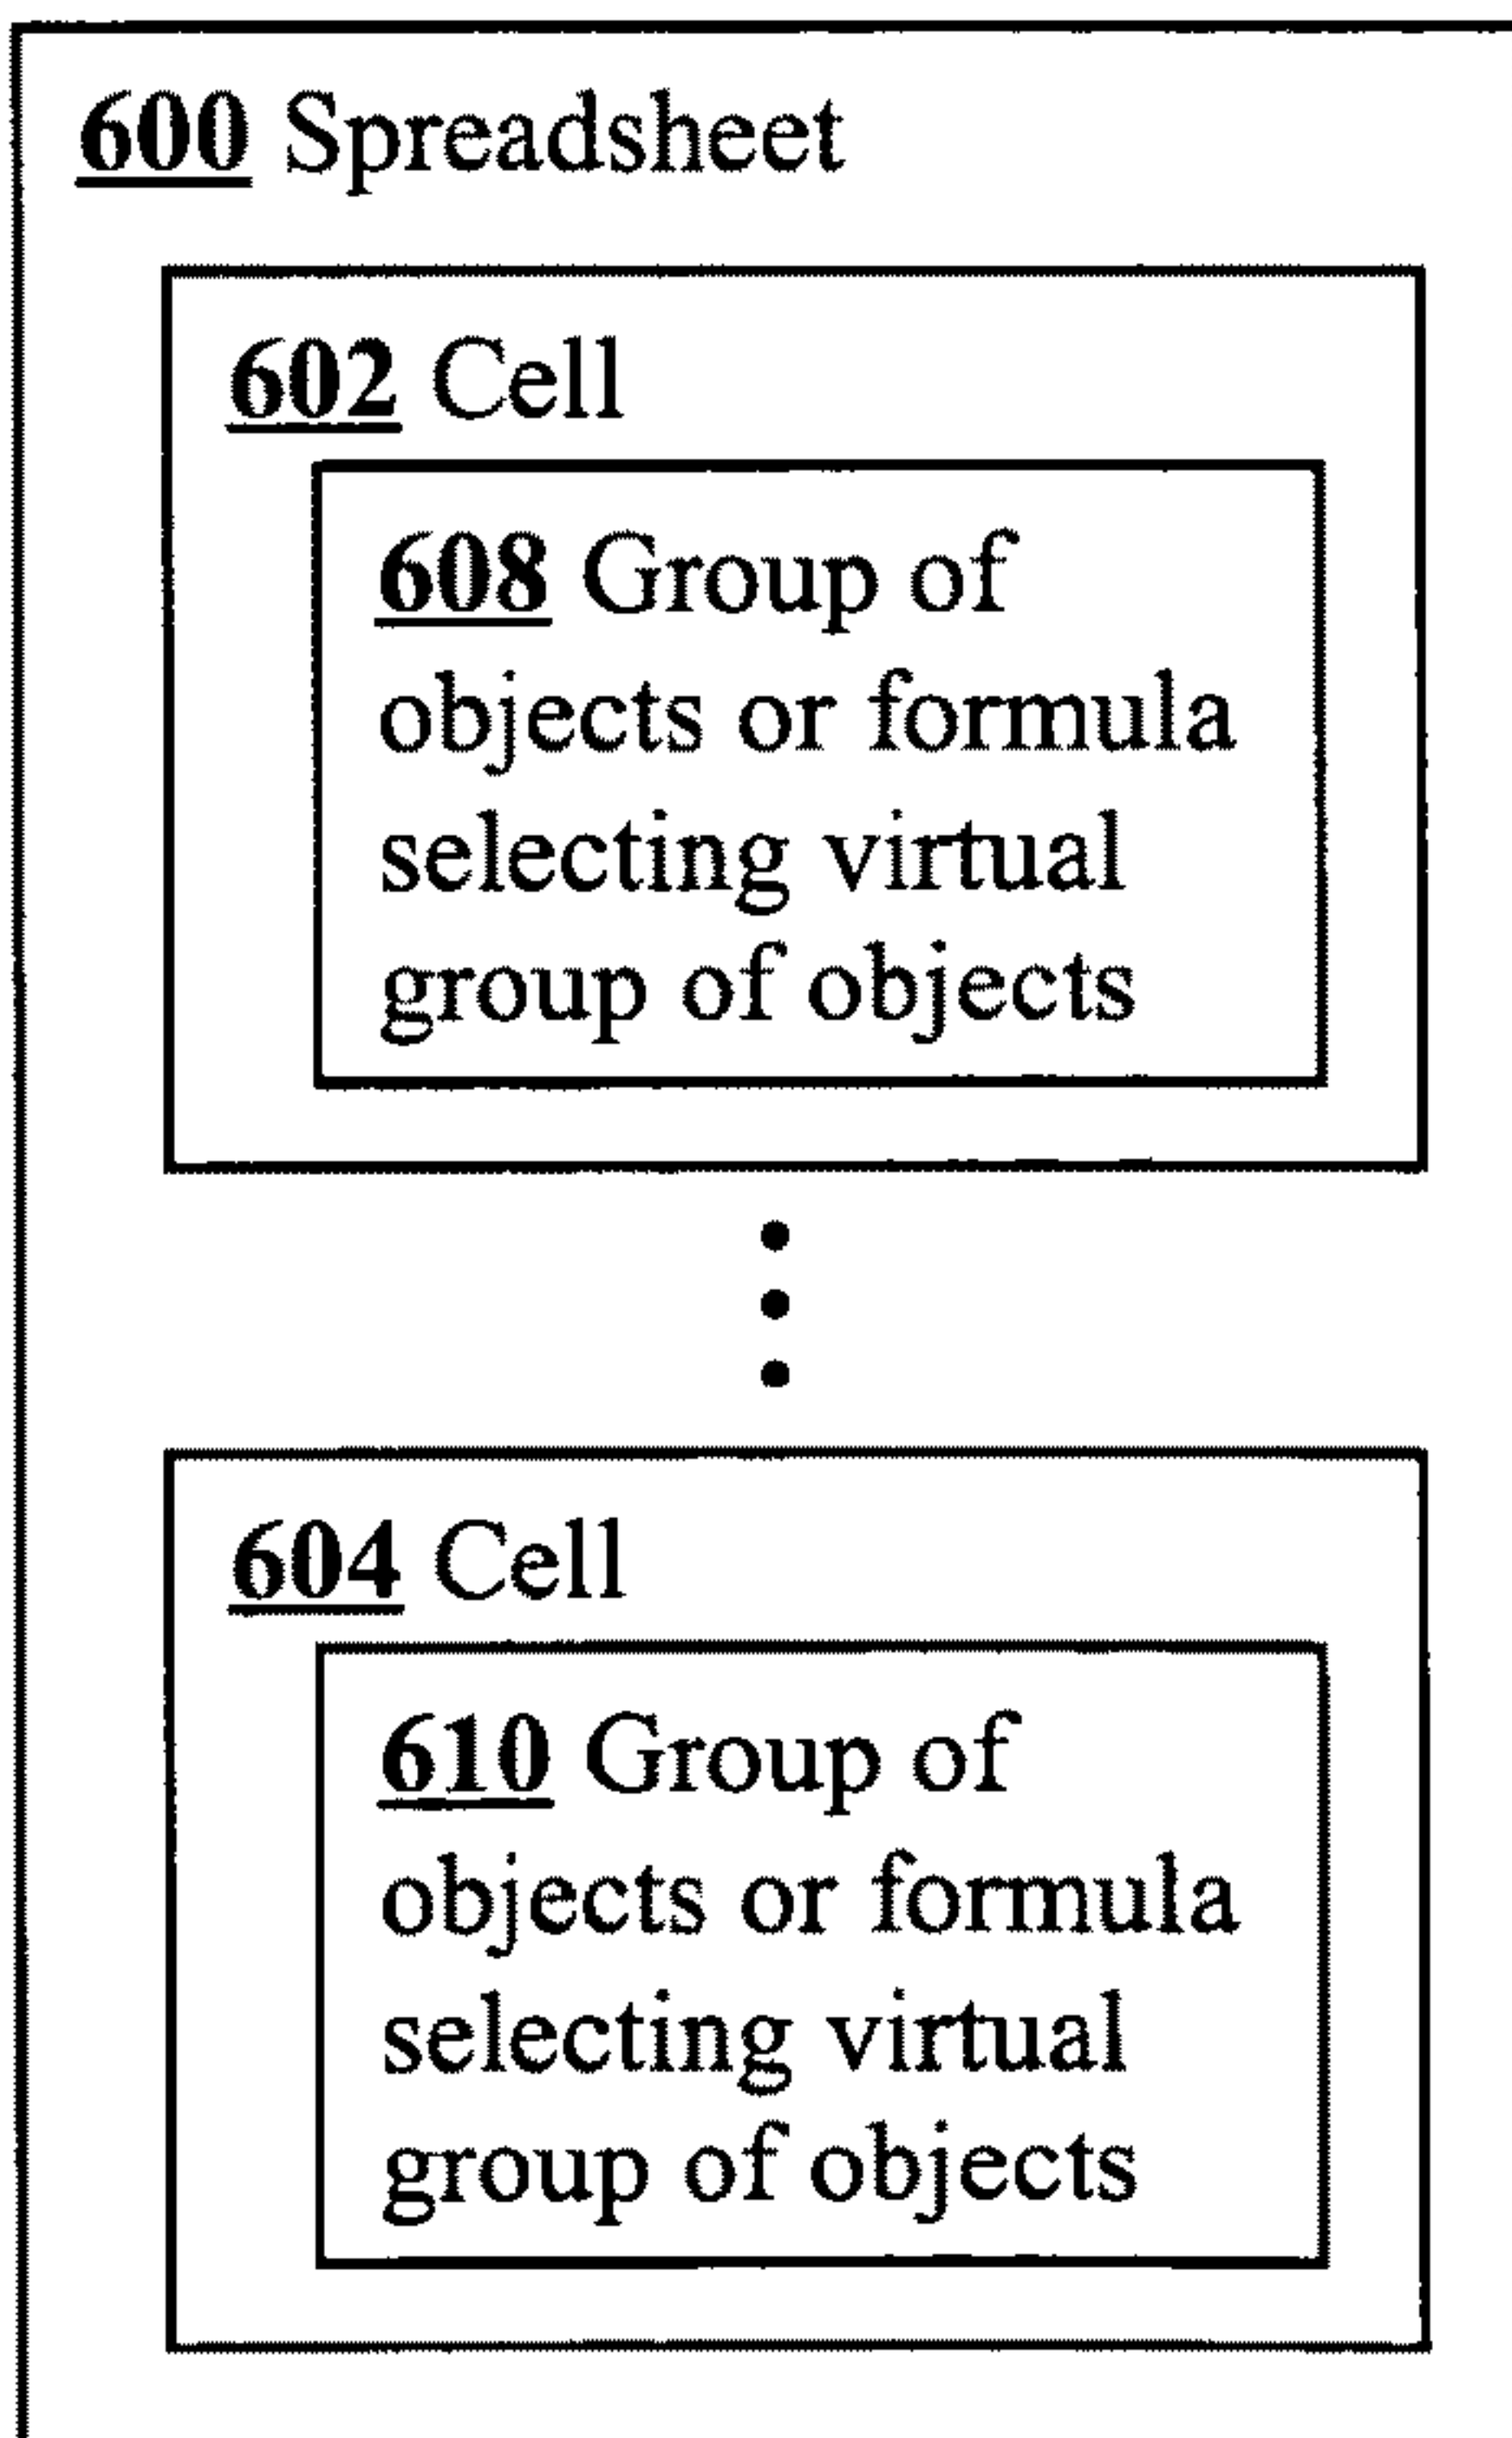 600 Spreadsheet
602 Cell
608 Group of
objects or formula
selecting virtual
group of objects
604 Cell
610 Group of
objects or formula
selecting virtual
group of objects